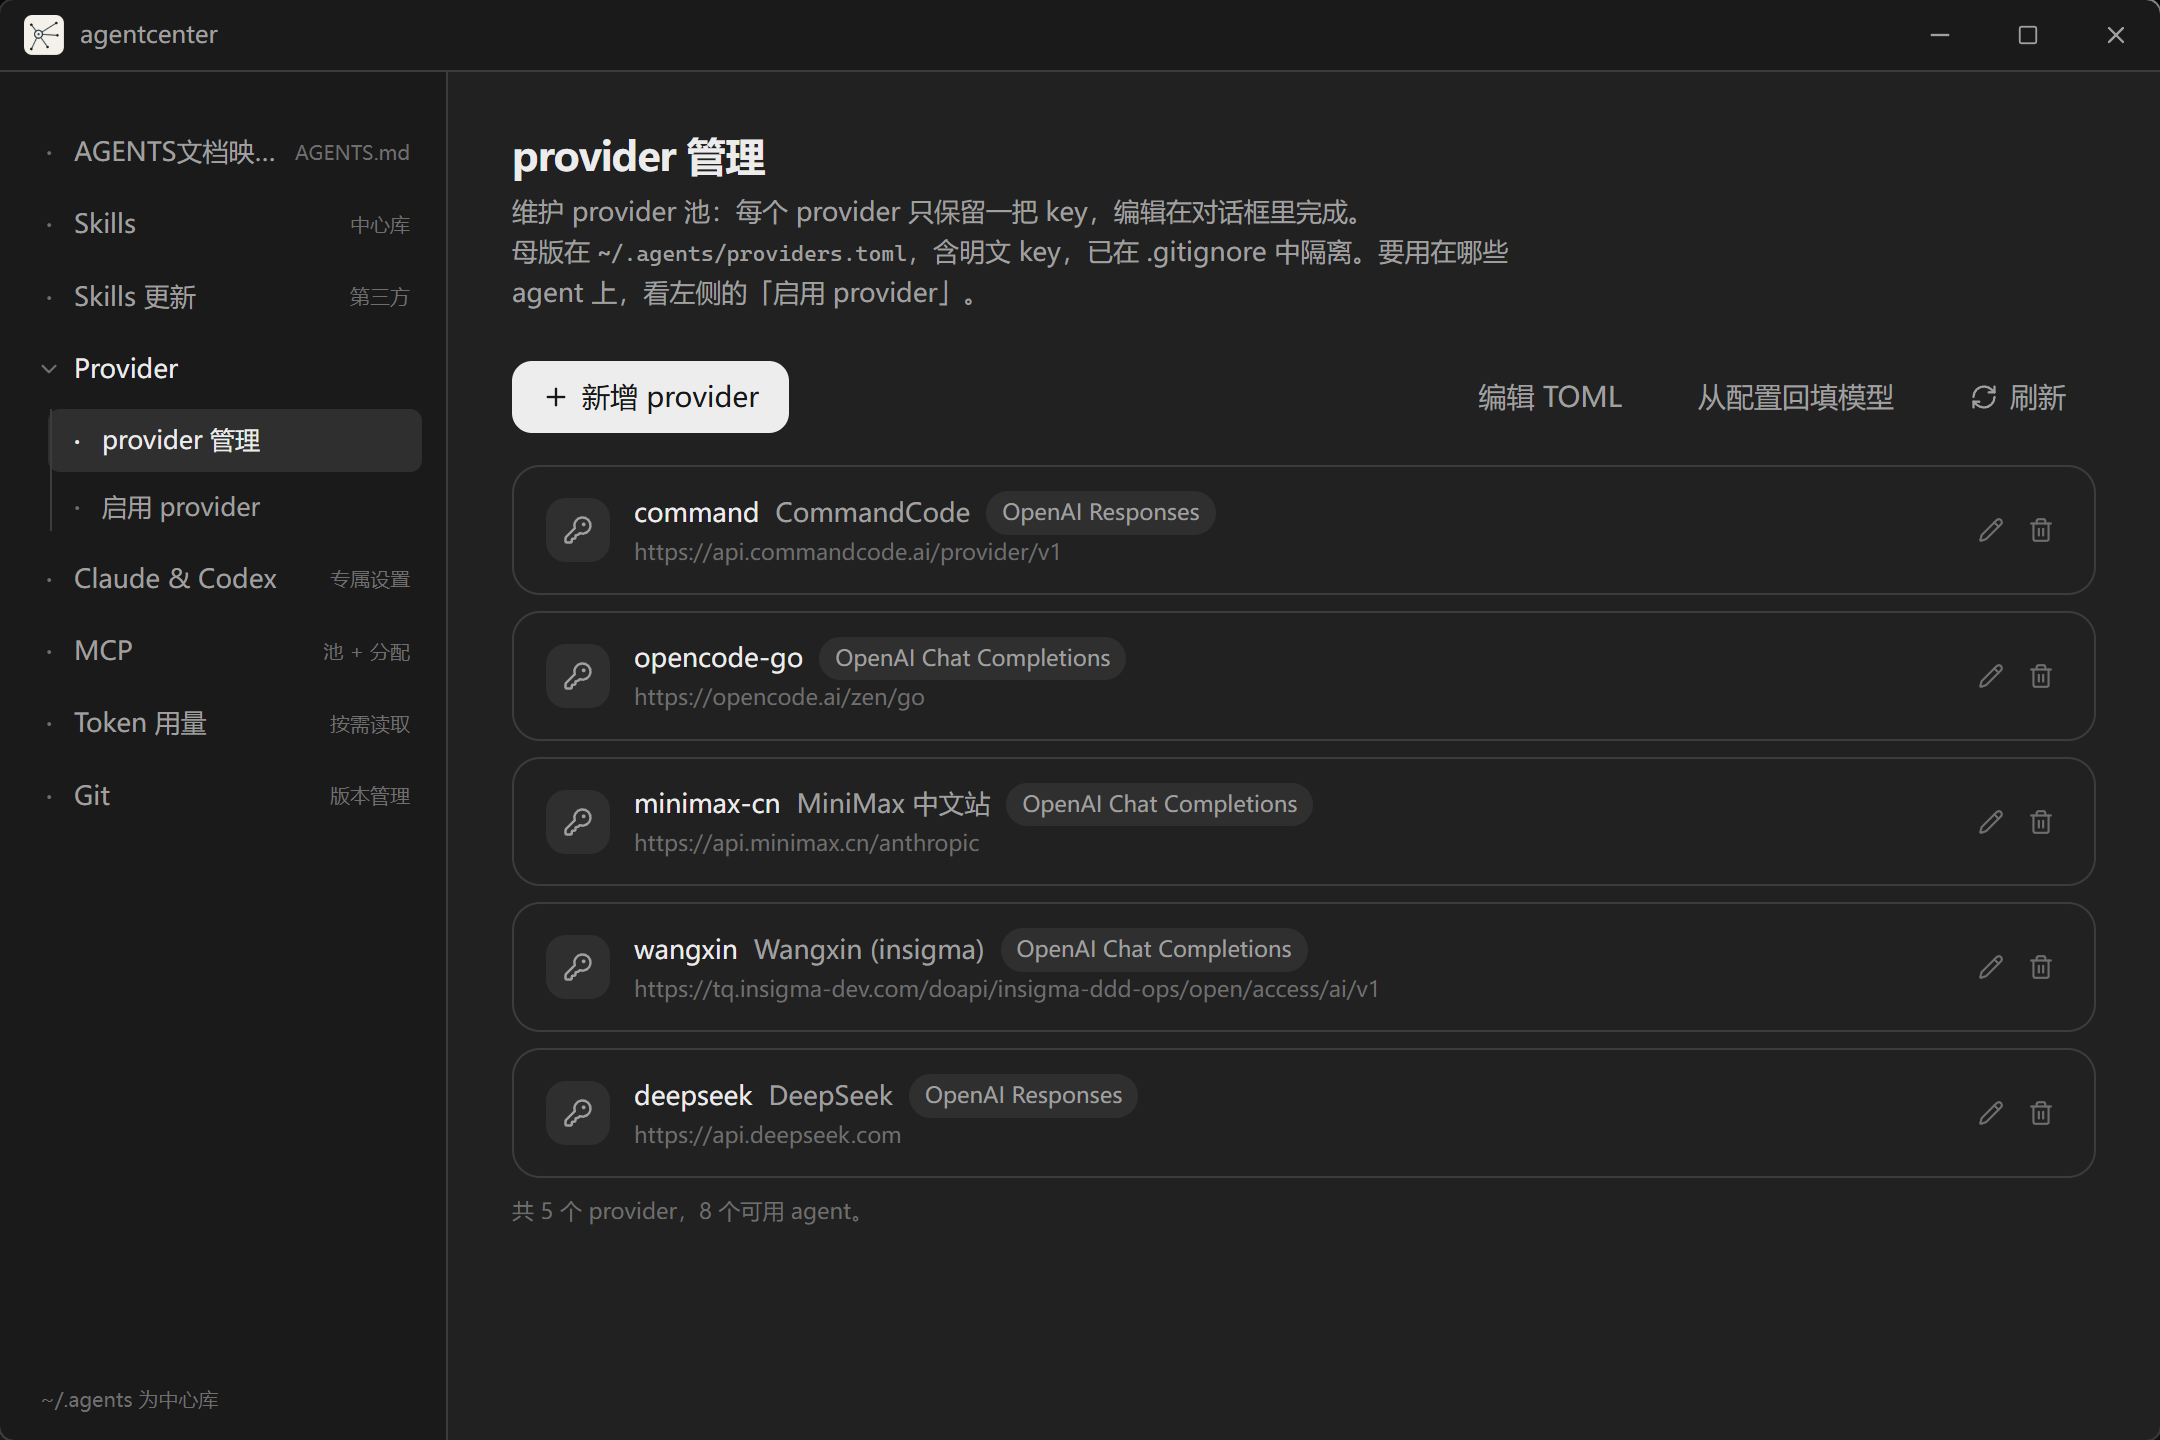 agentcenter
AGENTS文档映... AGENTS.md
Skills 中心库
Skills 更新 第三方
Provider
provider 管理
启用 provider
Claude & Codex 专属设置
MCP 池 + 分配
Token 用量 按需读取
Git 版本管理
~/.agents 为中心库
provider 管理
维护 provider 池：每个 provider 只保留一把 key，编辑在对话框里完成。
母版在 ~/.agents/providers.toml，含明文 key，已在 .gitignore 中隔离。要用在哪些
agent 上，看左侧的「启用 provider」。
+ 新增 provider
编辑 TOML 从配置回填模型 刷新
command CommandCode OpenAI Responses
https://api.commandcode.ai/provider/v1
opencode-go OpenAI Chat Completions
https://opencode.ai/zen/go
minimax-cn MiniMax 中文站 OpenAI Chat Completions
https://api.minimax.cn/anthropic
wangxin Wangxin (insigma) OpenAI Chat Completions
https://tq.insigma-dev.com/doapi/insigma-ddd-ops/open/access/ai/v1
deepseek DeepSeek OpenAI Responses
https://api.deepseek.com
共 5 个 provider，8 个可用 agent。